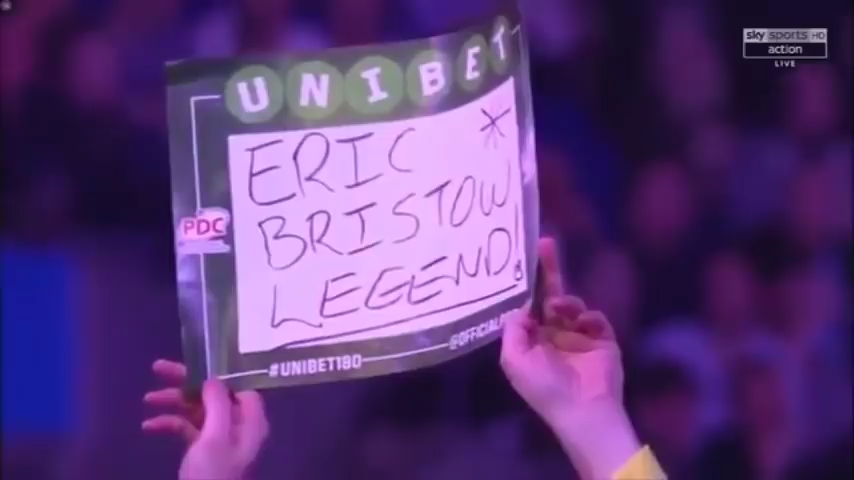 sky sports HD
action
LIVE
UNIBET
ERIC
BRISTOW
LEGEND!
PDC
#UNIBET180